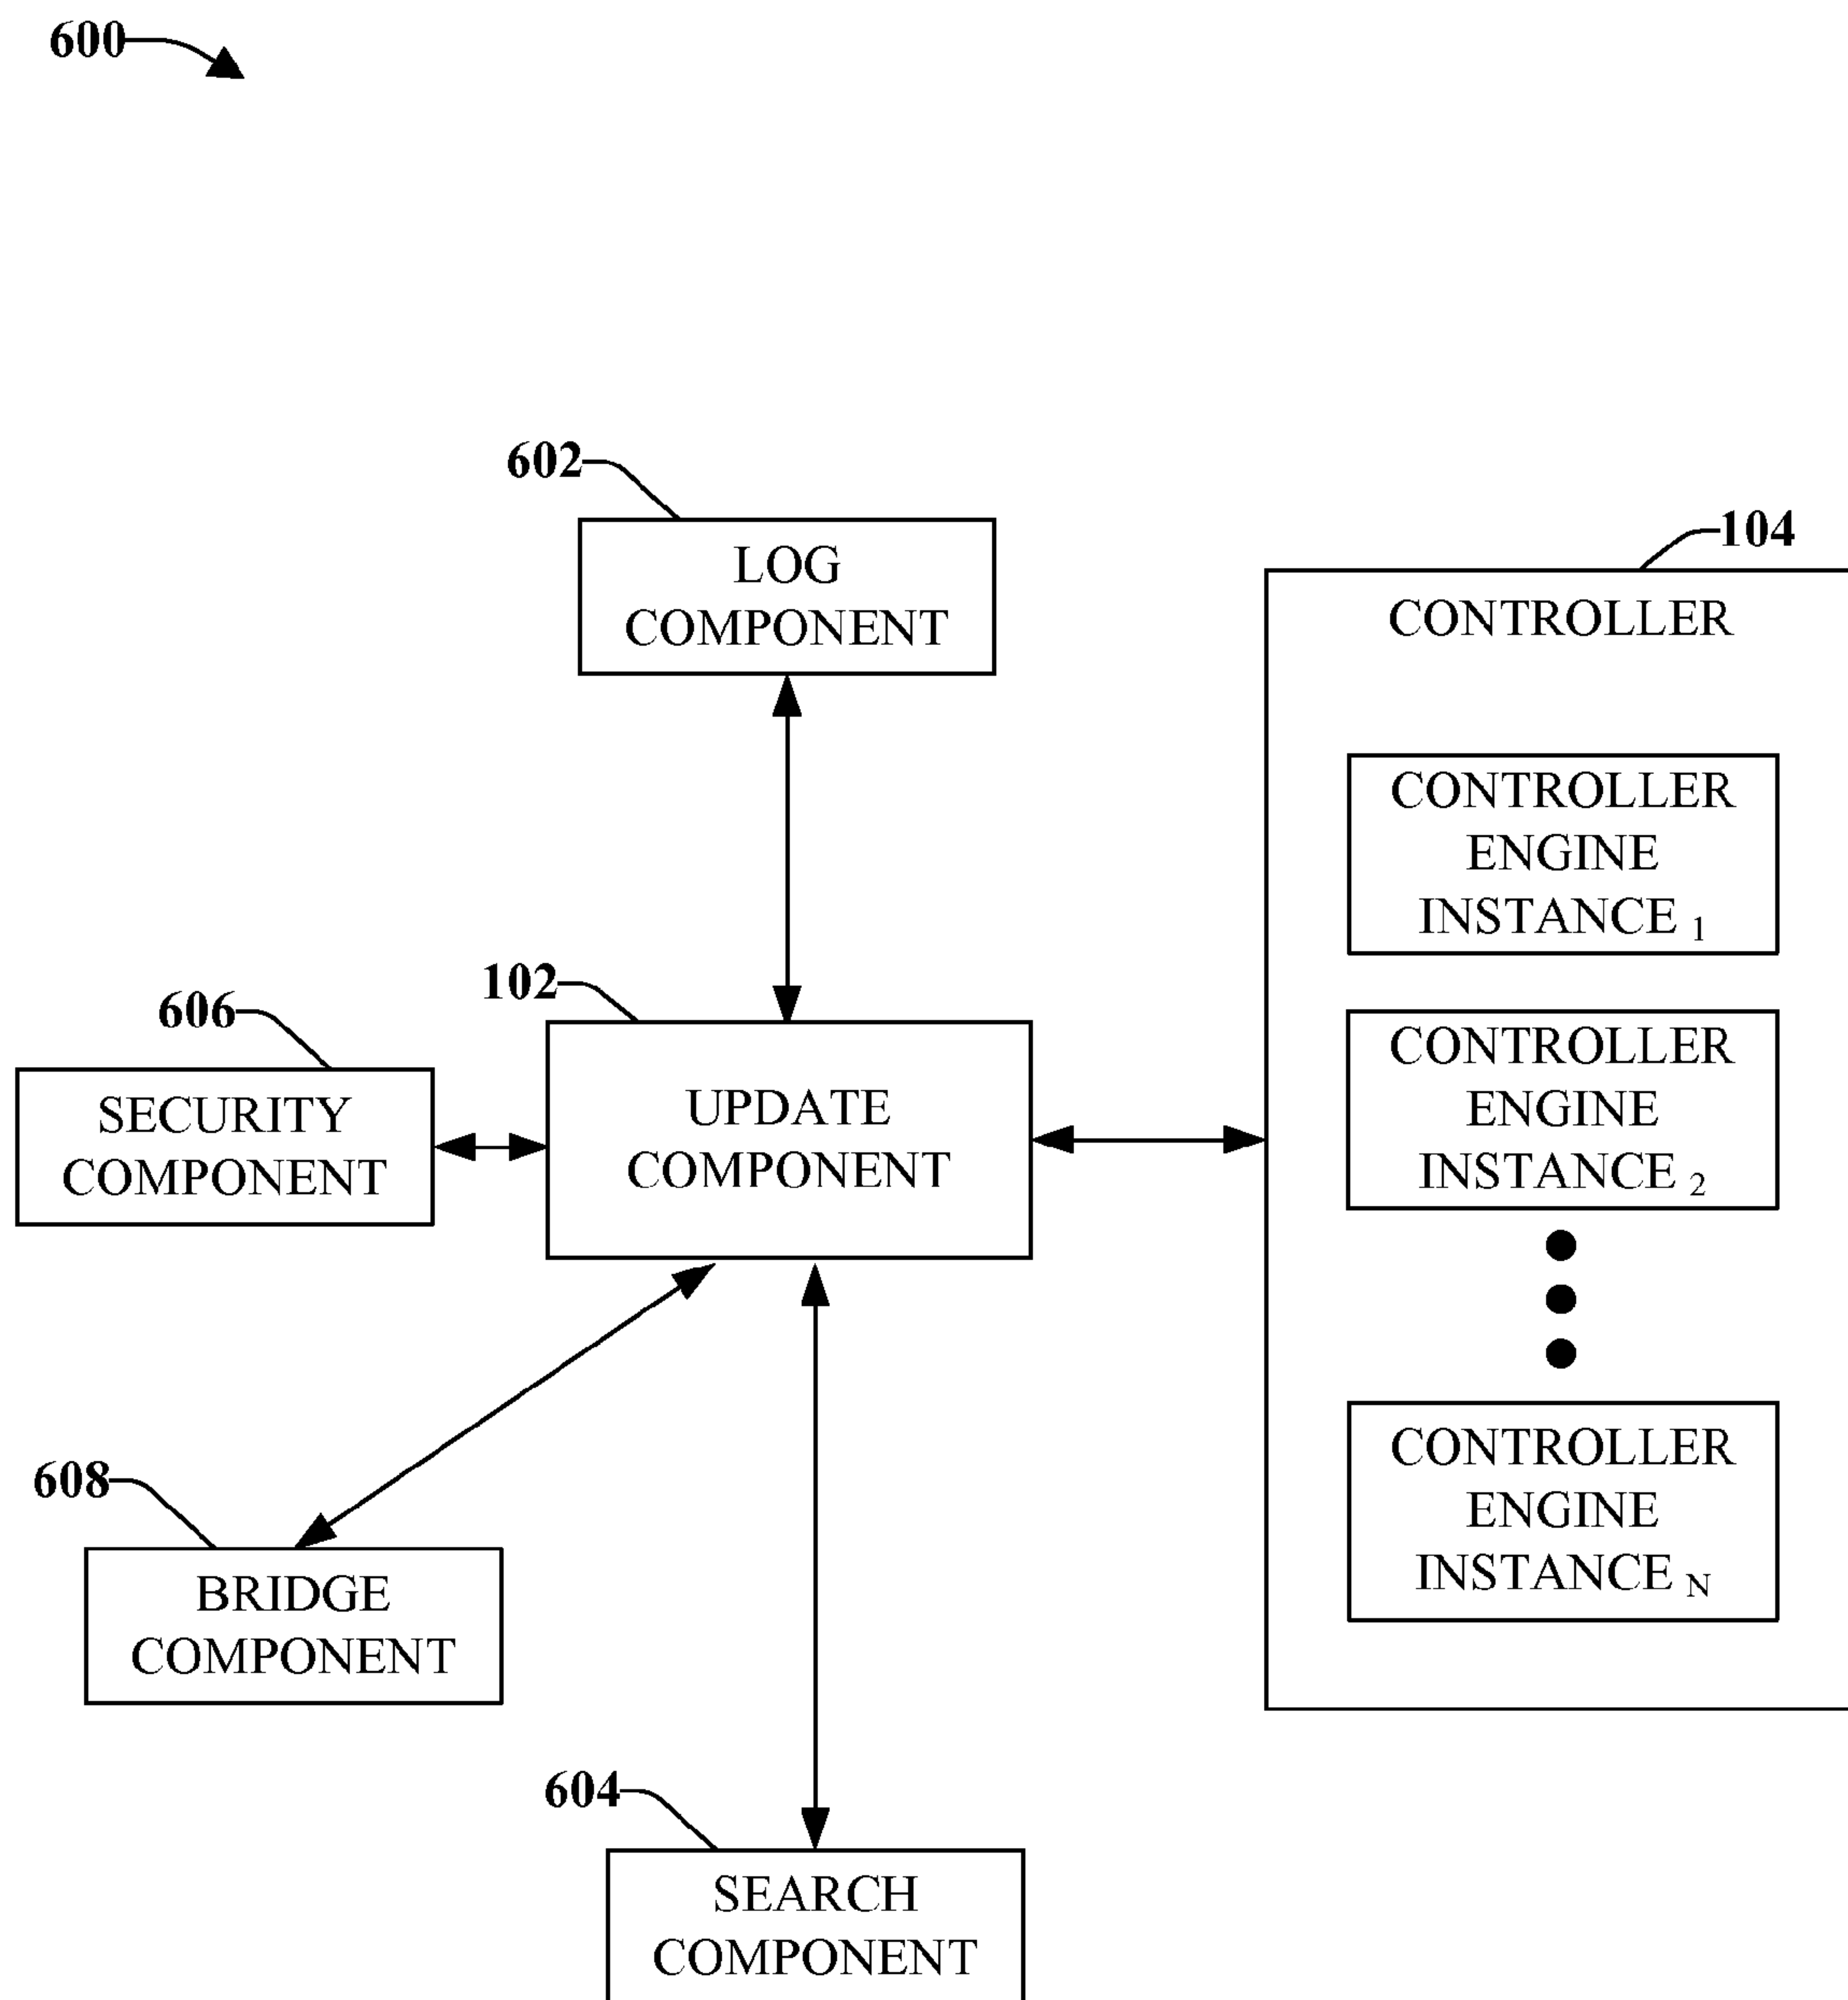 600
602
LOG
COMPONENT
104
CONTROLLER
CONTROLLER
ENGINE
INSTANCE 1
102
606
UPDATE
COMPONENT
SECURITY
COMPONENT
CONTROLLER
ENGINE
INSTANCE 2
608
BRIDGE
COMPONENT
CONTROLLER
ENGINE
INSTANCE N
604
SEARCH
COMPONENT